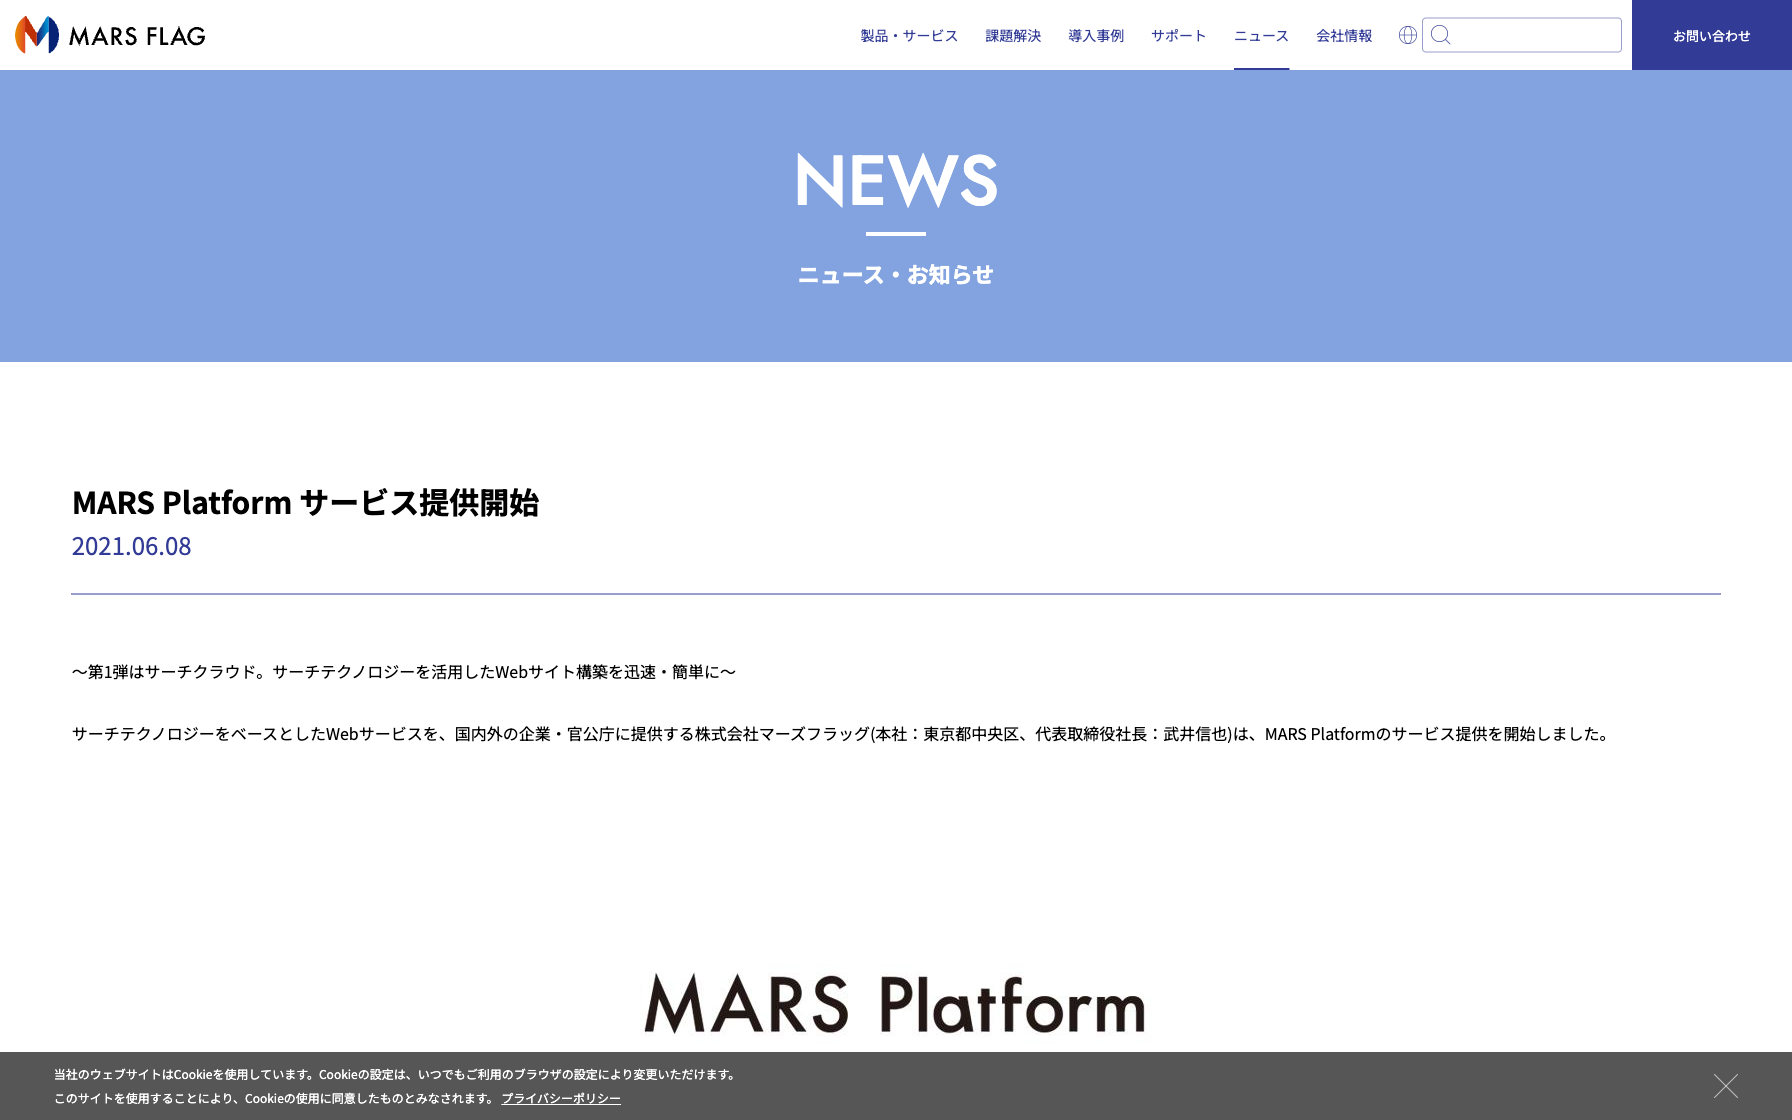 MARS FLAG
製品・サービス 課題解決 導入事例 サポート ニュース 会社情報 お問い合わせ
NEWS
ニュース・お知らせ
MARS Platform サービス提供開始
2021.06.08
～第1弾はサーチクラウド。サーチテクノロジーを活用したWebサイト構築を迅速・簡単に～
サーチテクノロジーをベースとしたWebサービスを、国内外の企業・官公庁に提供する株式会社マーズフラッグ(本社：東京都中央区、代表取締役社長：武井信也)は、MARS Platformのサービス提供を開始しました。
MARS Platform
当社のウェブサイトはCookieを使用しています。Cookieの設定は、いつでもご利用のブラウザの設定により変更いただけます。
このサイトを使用することにより、Cookieの使用に同意したものとみなされます。 プライバシーポリシー